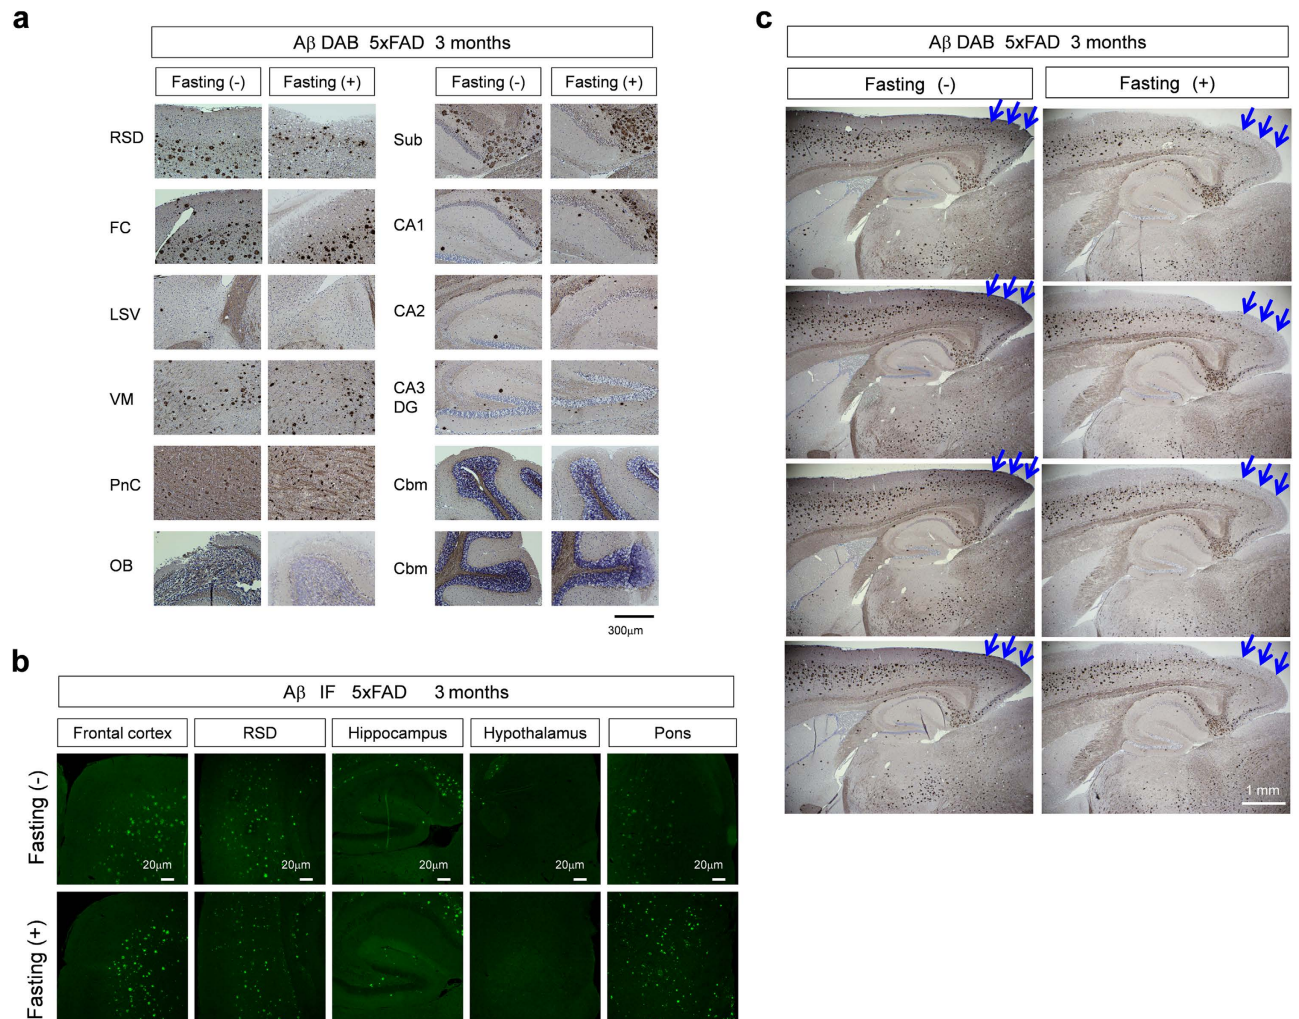 a
Aβ DAB 5xFAD 3 months
Fasting (-) Fasting (+) Fasting (-) Fasting (+)
RSD Sub
FC CA1
LSV CA2
VM CA3
DG
PnC Cbm
OB Cbm
300μm
b
Aβ IF 5xFAD 3 months
Frontal cortex RSD Hippocampus Hypothalamus Pons
Fasting (-)
20μm 20μm 20μm 20μm 20μm
Fasting (+)
c
Aβ DAB 5xFAD 3 months
Fasting (-) Fasting (+)
1 mm